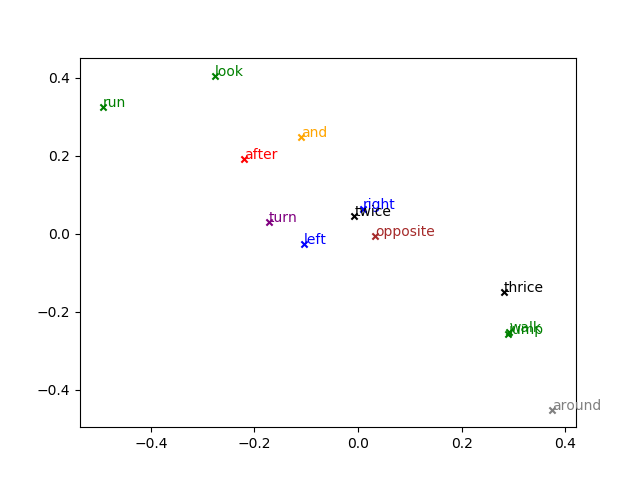 look
run
and
after
right
twice
turn
opposite
left
thrice
walk
jump
around
0.4
0.2
0.0
−0.2
−0.4
−0.4 −0.2 0.0 0.2 0.4